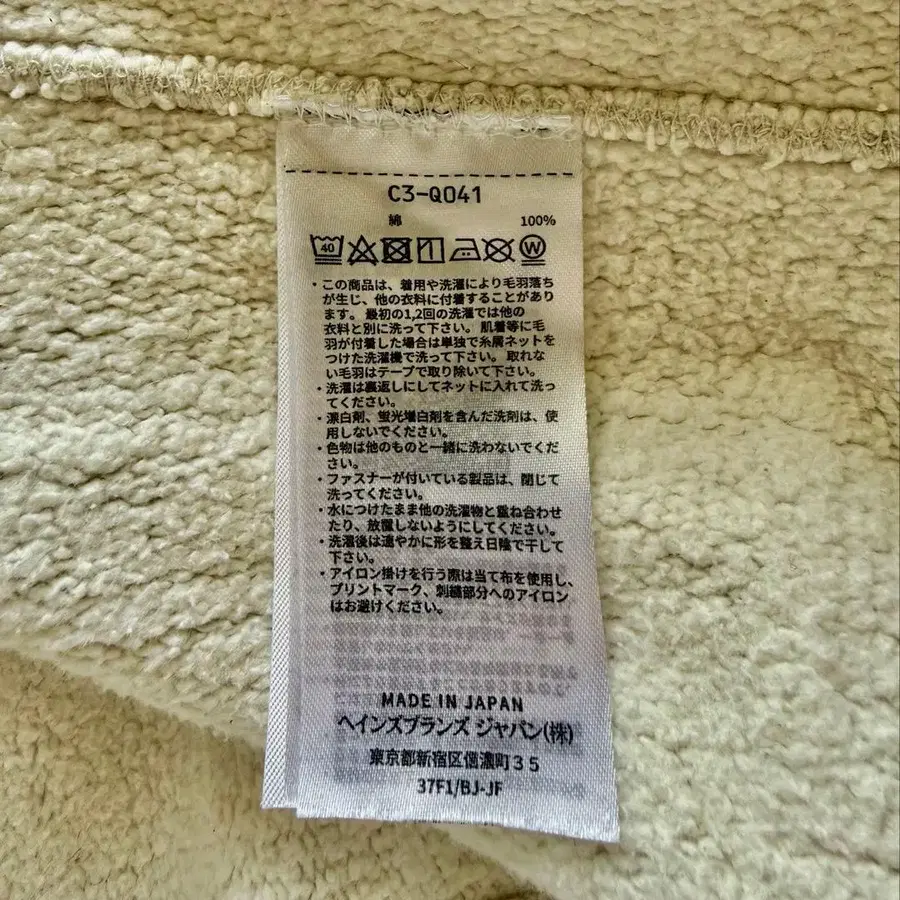 C3-Q041
綿 100%
40 W
・この商品は、着用や洗濯により毛羽落ち
が生じ、他の衣料に付着することがあり
ます。最初の1,2回の洗濯では他の
衣料と別に洗って下さい。肌着等に毛
羽が付着した場合は単独で糸屑ネットを
つけた洗濯機で洗って下さい。取れな
い毛羽はテープで取り除いて下さい。
・洗濯は裏返しにしてネットに入れて洗っ
てください。
・漂白剤、蛍光増白剤を含んだ洗剤は、使
用しないでください。
・色物は他のものと一緒に洗わないでくだ
さい。
・ファスナーが付いている製品は、閉じて
洗ってください。
・水につけたまま他の洗濯物と重ね合わせ
たり、放置しないようにしてください。
・洗濯後は速やかに形を整え日陰で干して
下さい。
・アイロン掛けを行う際は当て布を使用し、
プリントマーク、刺繍部分へのアイロン
はお避けください。
MADE IN JAPAN
ヘインズブランズ ジャパン(株)
東京都新宿区信濃町35
37F1/BJ-JF